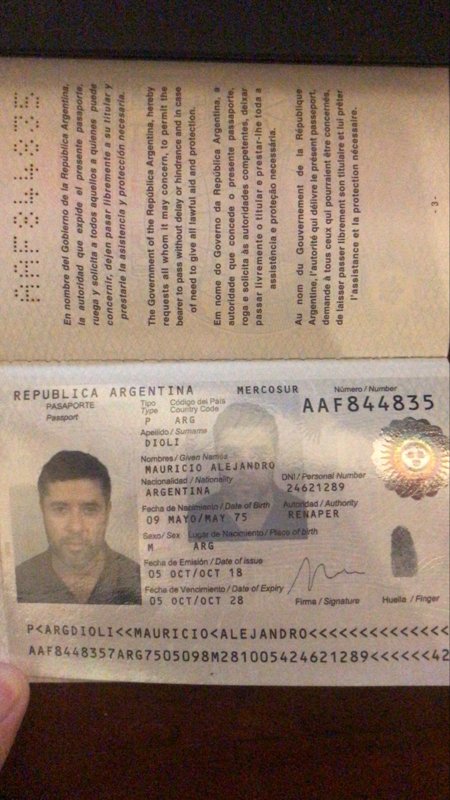 AAF844835
En nombre del Gobierno de la República Argentina,
la autoridad que expide el presente pasaporte,
ruega y solicita a todos aquellos a quienes puede
concernir, dejen pasar libremente a su titular y
prestarle la asistencia y protección necesaria.
The Government of the República Argentina, hereby
requests all whom it may concern, to permit the
bearer to pass without delay or hindrance and in case
of need to give all lawful aid and protection.
Em nome do Governo da República Argentina, a
autoridade que concede o presente passaporte,
roga e solicita às autoridades competentes, deixar
passar livremente o titular e prestar-lhe toda a
assistência e proteção necessária.
Au nom du Gouvernement de la République
Argentine, l'autorité qui délivre le présent passeport,
demande à tous ceux qui pourraient être concernés,
de laisser passer librement son titulaire et lui prêter
l'assistance et la protection nécessaire.
- 3 -
REPUBLICA ARGENTINA MERCOSUR Número / Number
PASAPORTE Tipo Código del País AAF844835
Passport Type Country Code
P ARG
Apellido / Surname
DIOLI
Nombres / Given Names
MAURICIO ALEJANDRO
Nacionalidad / Nationality DNI / Personal Number
ARGENTINA 24621289
Fecha de Nacimiento / Date of Birth Autoridad / Authority
09 MAYO/MAY 75 RENAPER
Sexo / Sex Lugar de Nacimiento / Place of birth
M ARG
Fecha de Emisión / Date of issue
05 OCT/OCT 18
Fecha de Vencimiento / Date of Expiry
05 OCT/OCT 28 Firma / Signature Huella / Finger
P<ARGDIOLI<<MAURICIO<ALEJANDRO<<<<<<<<<<<<<<
AAF8448357ARG7505098M281005424621289<<<<<<42